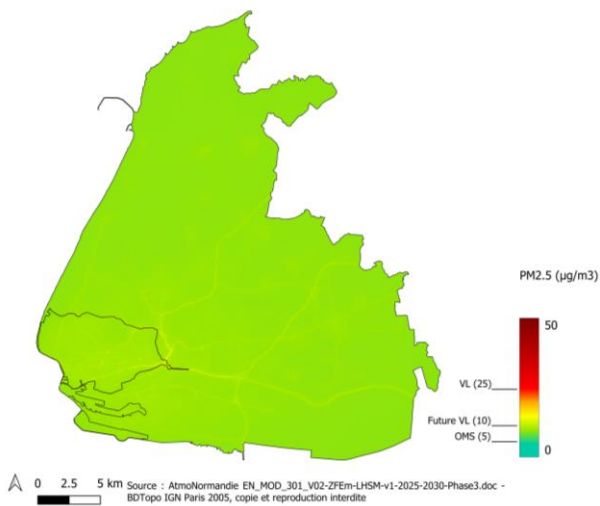 PM2.5 (µg/m3)
50
VL (25)
Future VL (10)
OMS (5)
0
0 2.5 5 km
Source : AtmoNormandie EN_MOD_301_V02-ZFEm-LHSM-v1-2025-2030-Phase3.doc -
BDTopo IGN Paris 2005, copie et reproduction interdite